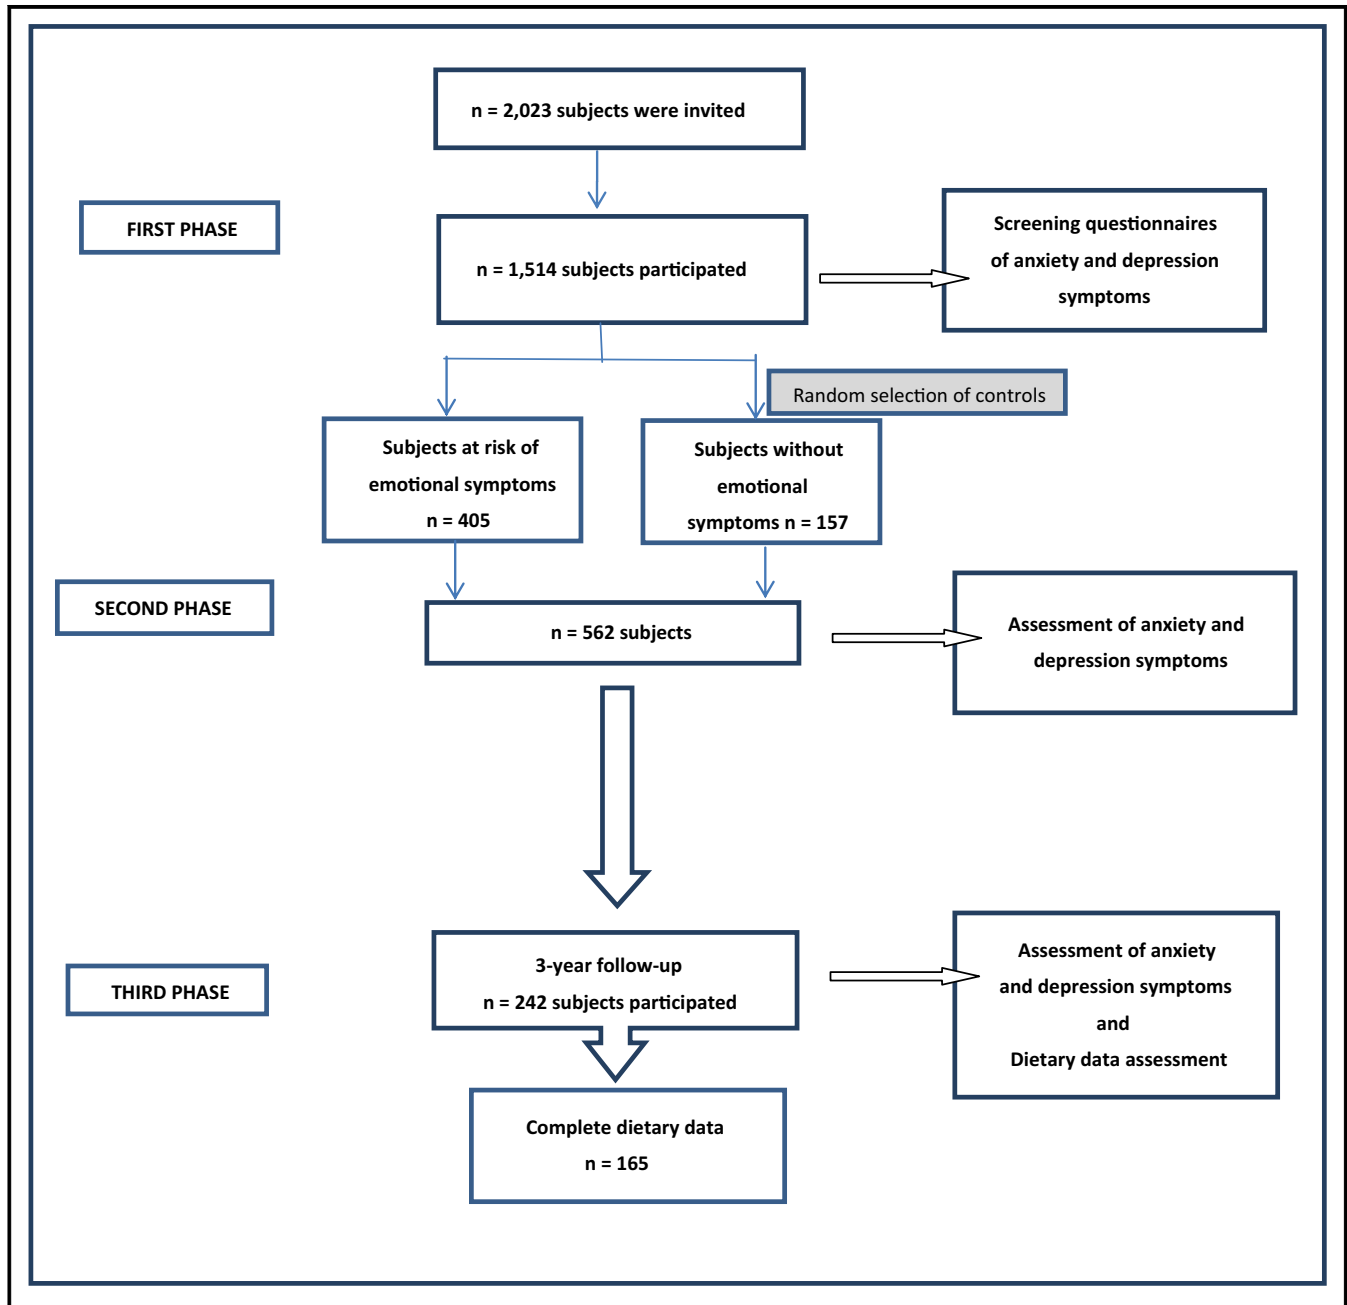 n = 2,023 subjects were invited
FIRST PHASE
n = 1,514 subjects participated
Screening questionnaires
of anxiety and depression
symptoms
Random selection of controls
Subjects at risk of
emotional symptoms
n = 405
Subjects without
emotional
symptoms n = 157
SECOND PHASE
n = 562 subjects
Assessment of anxiety and
depression symptoms
THIRD PHASE
3-year follow-up
n = 242 subjects participated
Assessment of anxiety
and depression symptoms
and
Dietary data assessment
Complete dietary data
n = 165